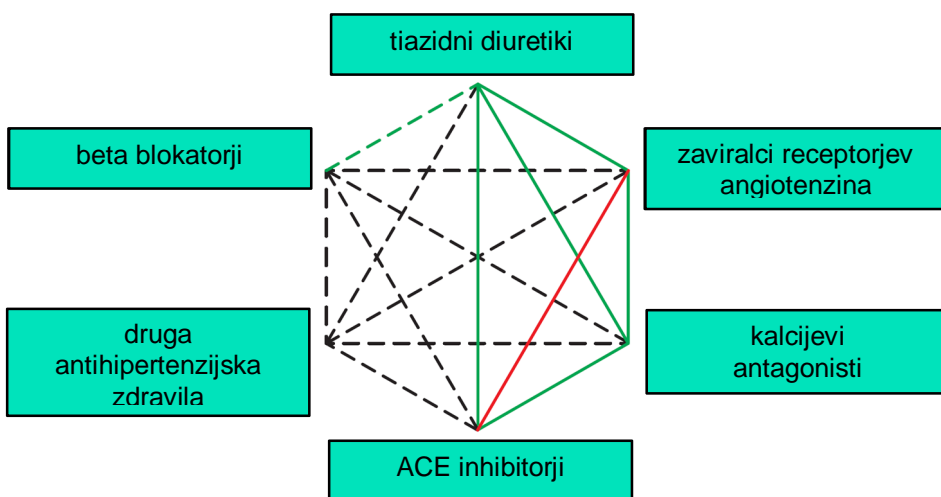 tiazidni diuretiki
beta blokatorji
zaviralci receptorjev
angiotenzina
druga
antihipertenzijska
zdravila
kalcijevi
antagonisti
ACE inhibitorji